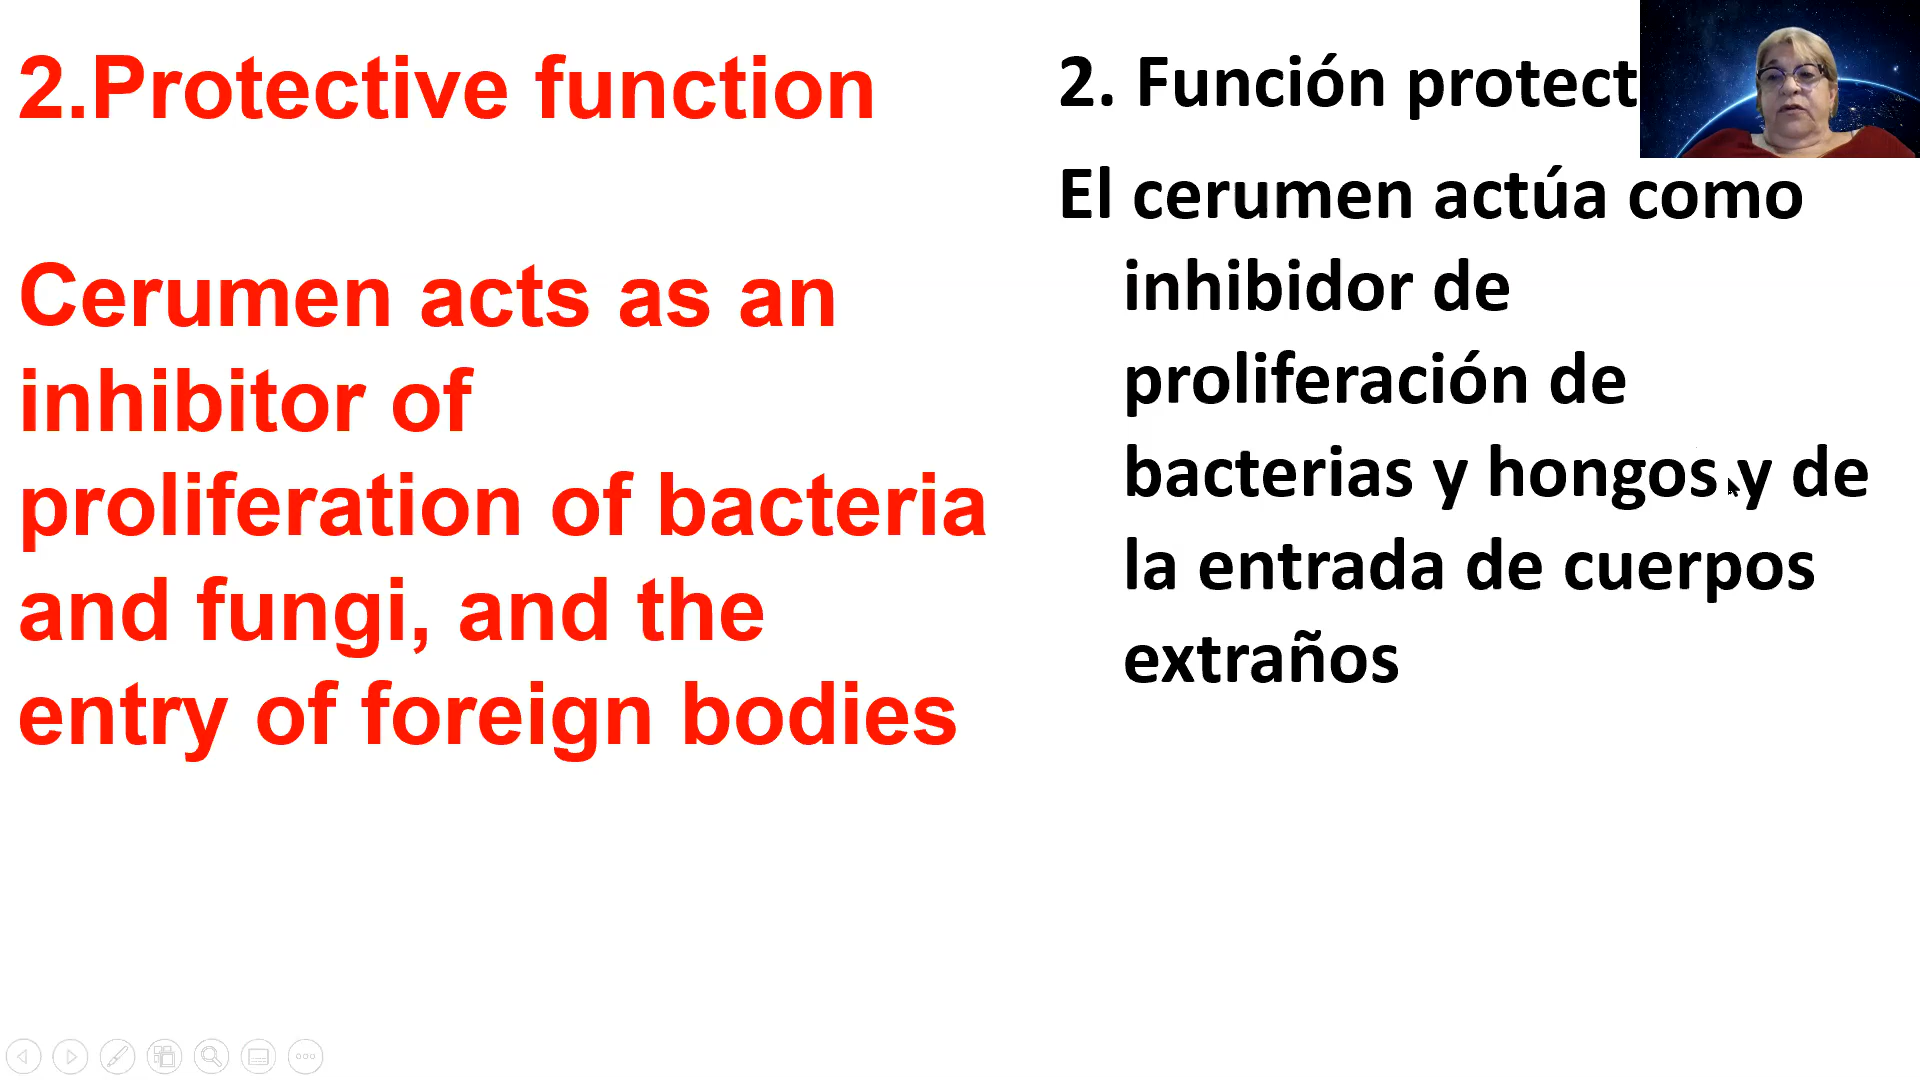 2.Protective function
Cerumen acts as an
inhibitor of
proliferation of bacteria
and fungi, and the
entry of foreign bodies
2. Función protect
El cerumen actúa como
inhibidor de
proliferación de
bacterias y hongos y de
la entrada de cuerpos
extraños